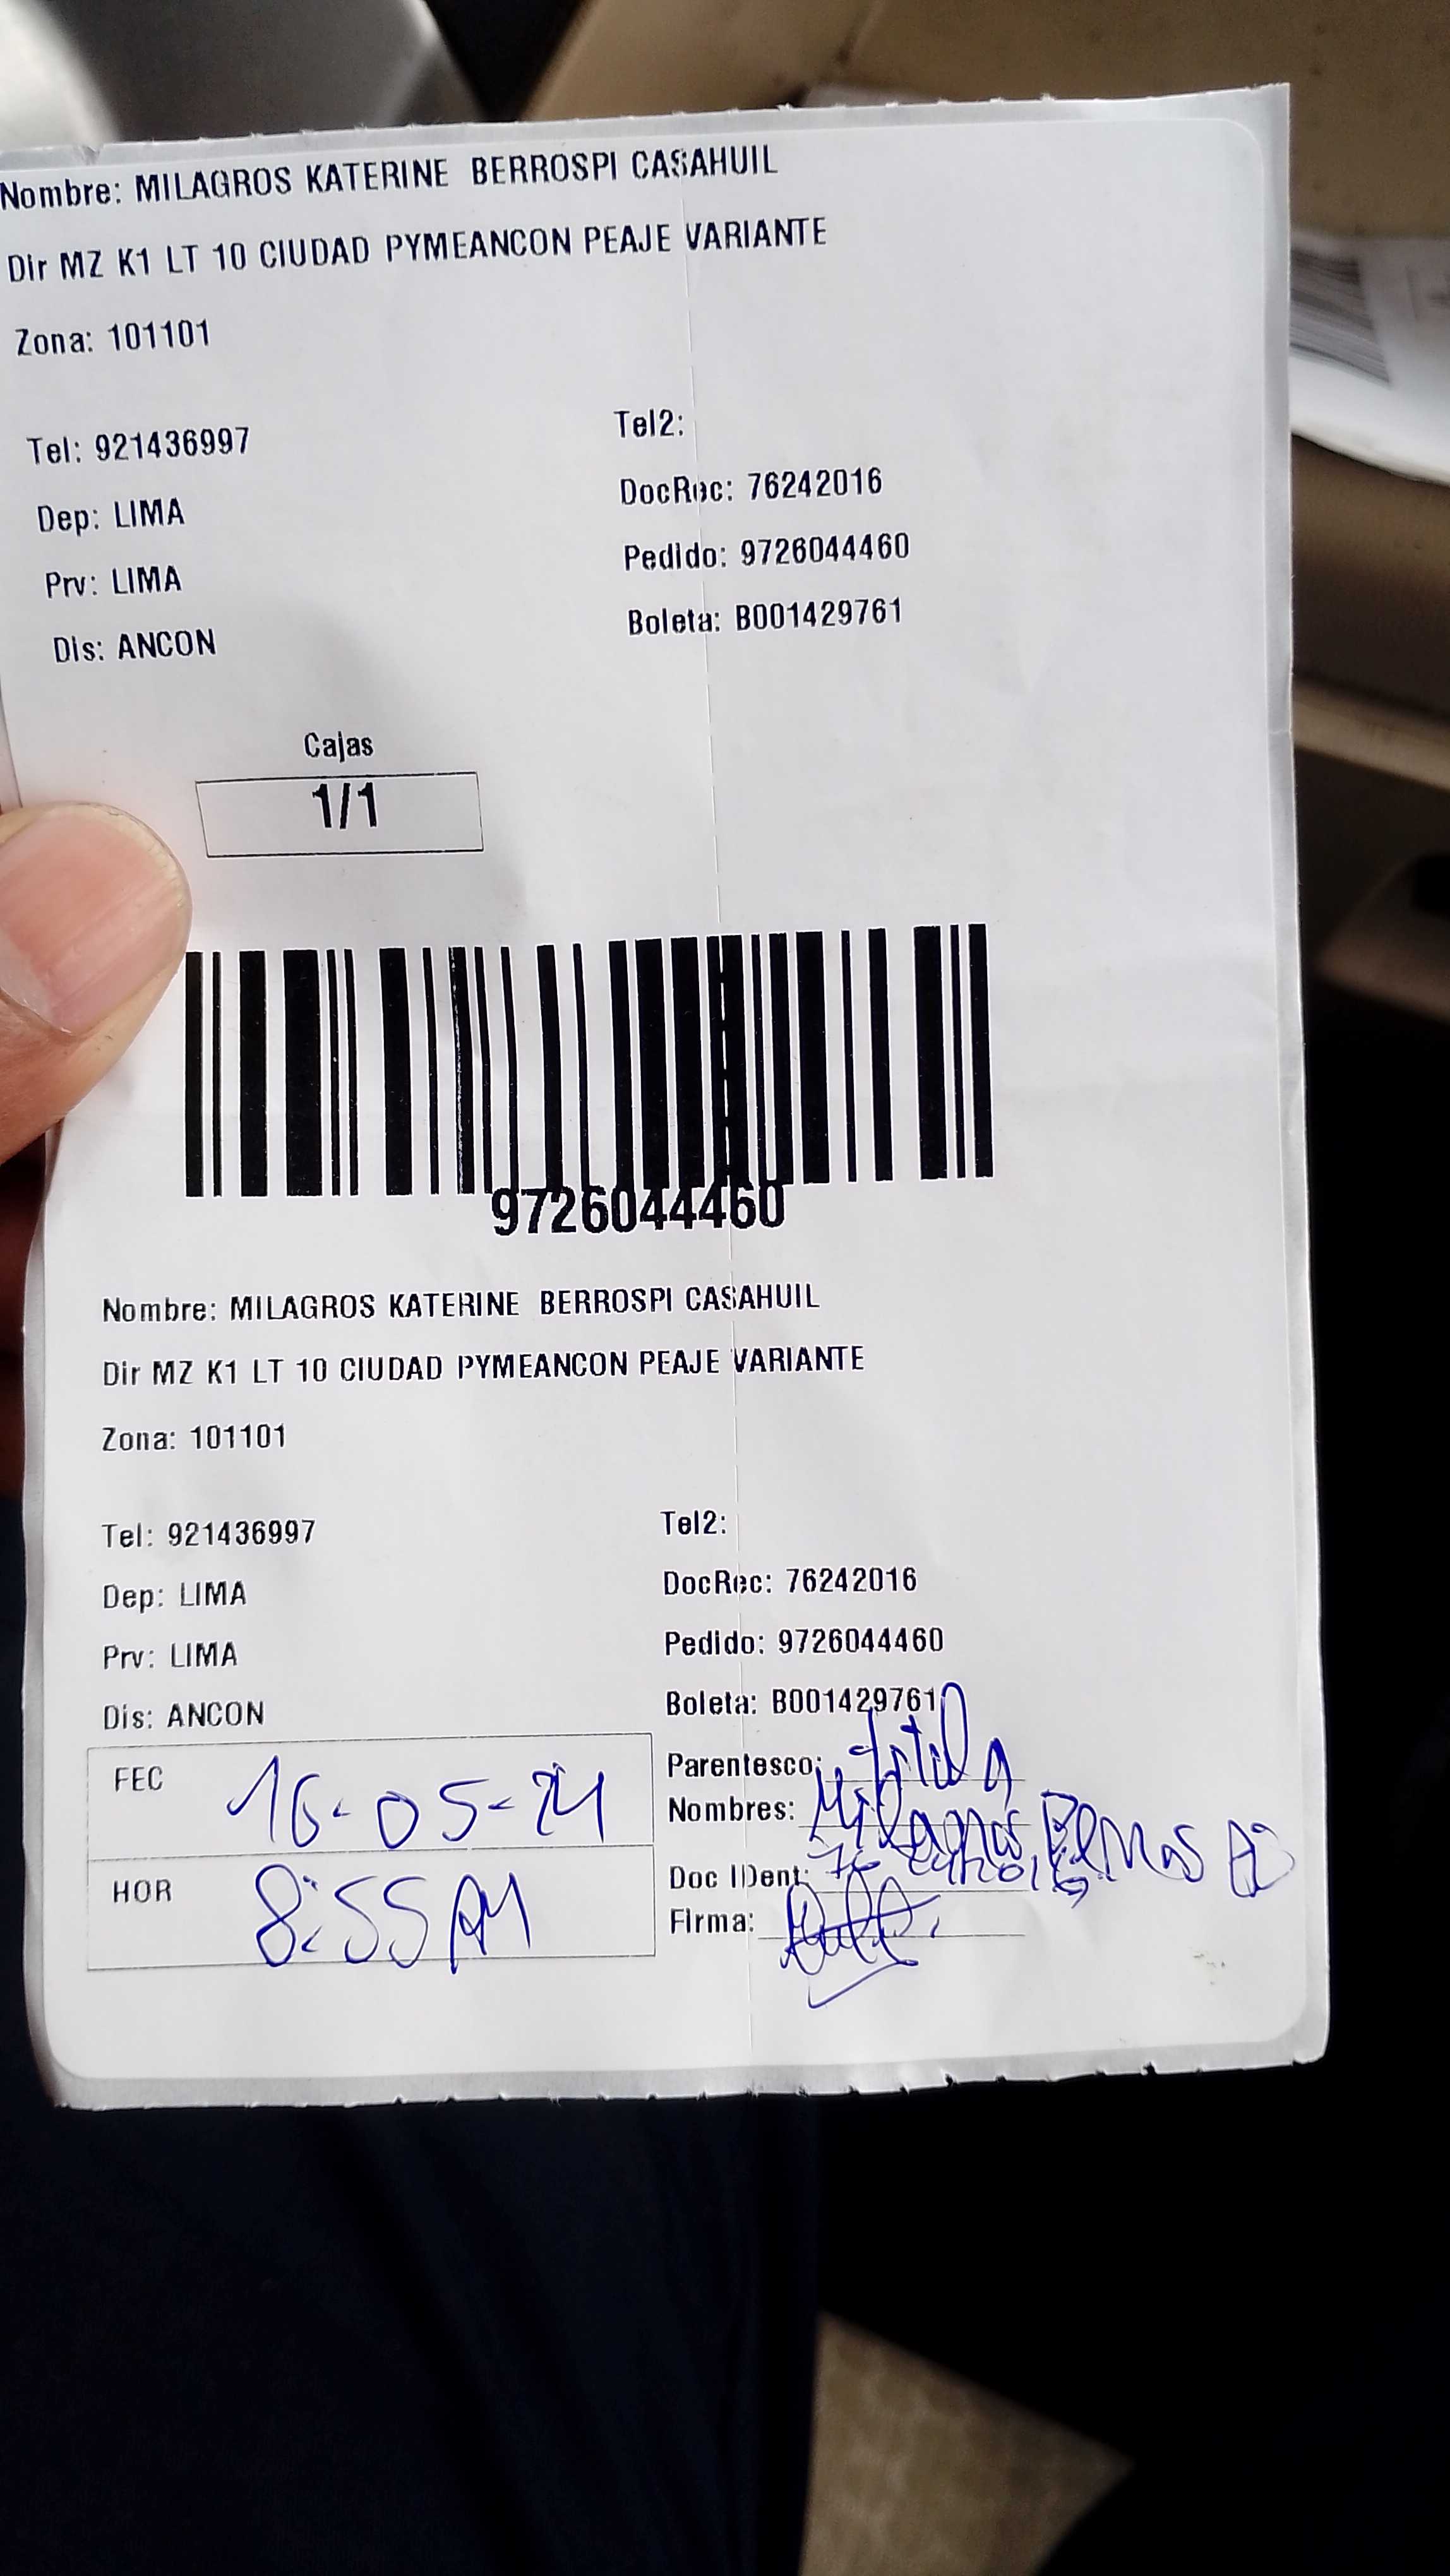 Nombre: MILAGROS KATERINE BERROSPI CASAHUIL
Dir MZ K1 LT 10 CIUDAD PYMEANCON PEAJE VARIANTE
Zona: 101101
Tel: 921436997 Tel2:
Dep: LIMA DocRec: 76242016
Prv: LIMA Pedido: 9726044460
Dis: ANCON Boleta: B001429761
Cajas
1/1
9726044460
Nombre: MILAGROS KATERINE BERROSPI CASAHUIL
Dir MZ K1 LT 10 CIUDAD PYMEANCON PEAJE VARIANTE
Zona: 101101
Tel: 921436997 Tel2:
Dep: LIMA DocRec: 76242016
Prv: LIMA Pedido: 9726044460
Dis: ANCON Boleta: B001429761
FEC 16-05-24 Parentesco:
Nombres: Milagros
HOR 8:55 AM Doc IDent:
Firma: